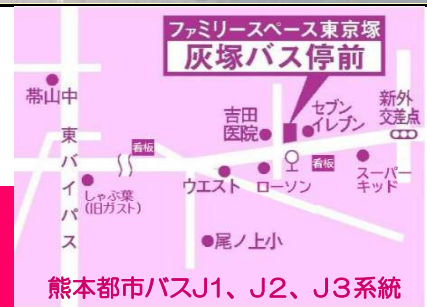 ファミリースペース東京塚
灰塚バス停前
帯山中
東バイパス
看板
しゃぶ葉
(旧ガスト)
吉田
医院
セブン
イレブン
新外
交差点
ウエスト
ローソン
看板
スーパー
キッド
尾ノ上小
熊本都市バスJ1、J2、J3系統